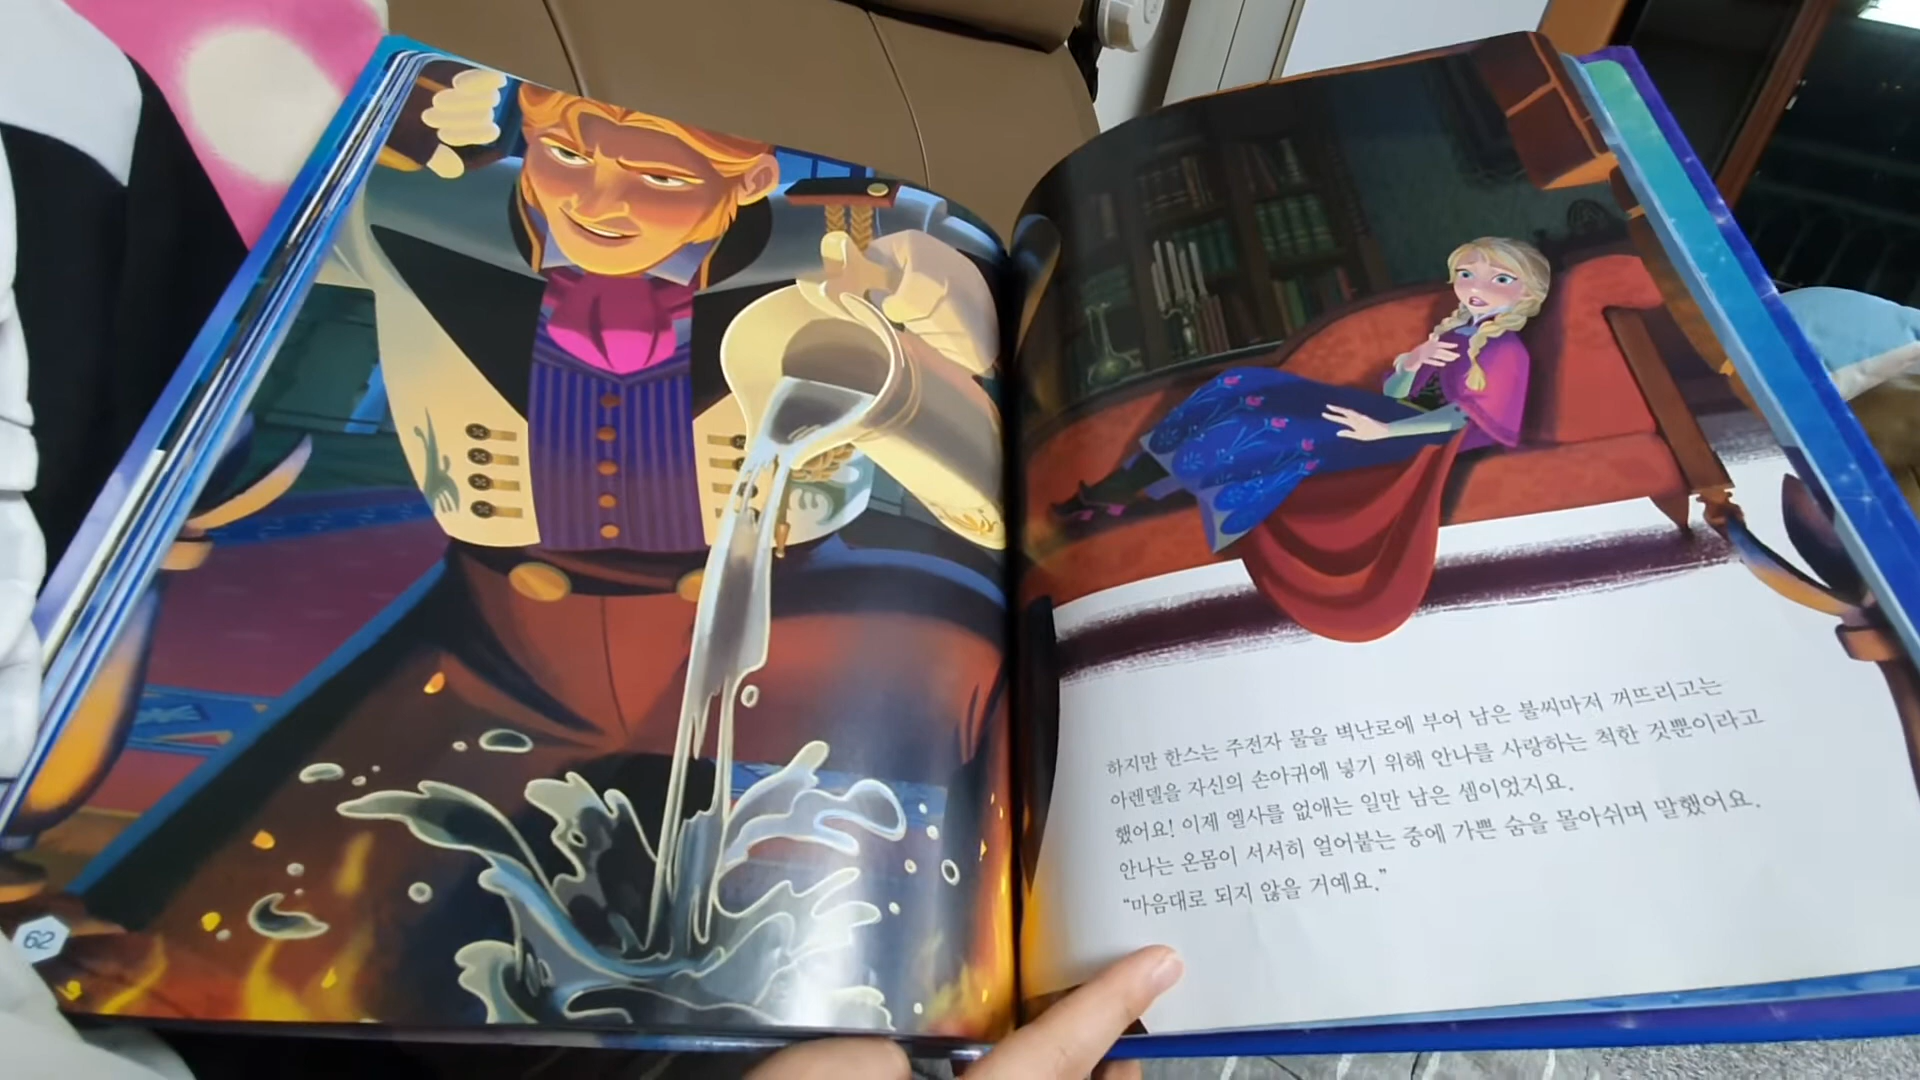 하지만 한스는 주전자 물을 벽난로에 부어 남은 불씨마저 꺼뜨리고는
아렌델을 자신의 손아귀에 넣기 위해 안나를 사랑하는 척한 것뿐이라고
했어요! 이제 엘사를 없애는 일만 남은 셈이었지요.
안나는 온몸이 서서히 얼어붙는 중에 가쁜 숨을 몰아쉬며 말했어요.
“마음대로 되지 않을 거예요.”
62